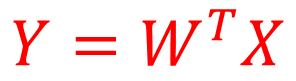 Y = W^T X